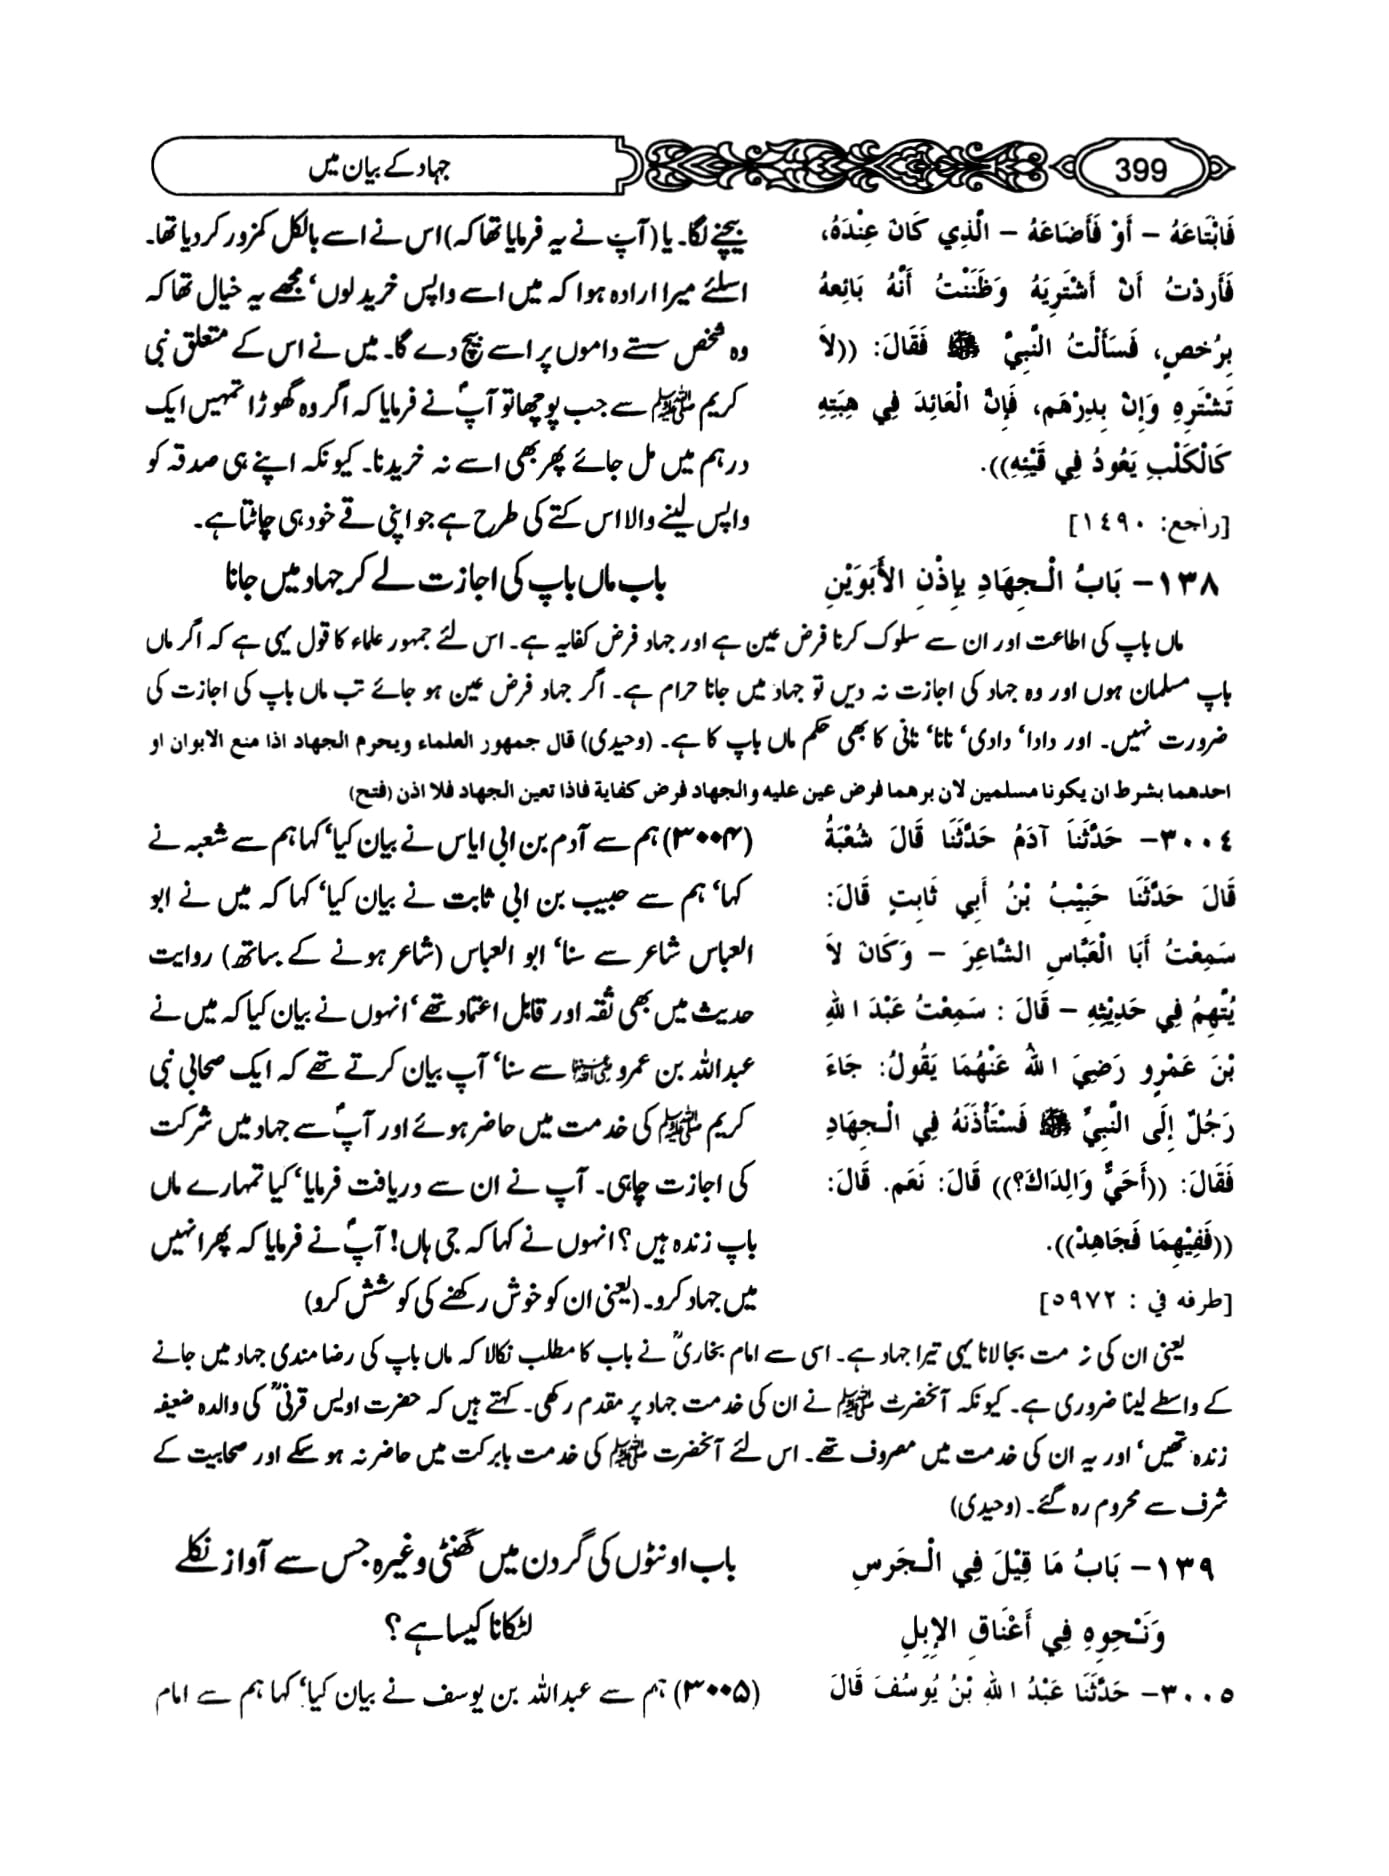 399
جہاد کے بیان میں
فَابْتَاعَهُ – أَوْ فَأَضَاعَهُ – الَّذِي كَانَ عِنْدَهُ،
فَأَرَدْتُ أَنْ أَشْتَرِيَهُ وَظَنَنْتُ أَنَّهُ بَائِعهُ
بِرُخصٍ، فَسَأَلْتُ النَّبِيَّ ﷺ فَقَالَ: ((لاَ
تَشْتَرِهِ وَإِنْ بِدِرْهَم، فَإِنَّ الْعَائِدَ فِي هِبَتِهِ
كَالْكَلْبِ يَعُودُ فِي قَيْئِهِ)).
[راجع: ١٤٩٠]
بیچنے لگا۔ یا (آپ نے یہ فرمایا تھا کہ) اس نے اسے بالکل کمزور کر دیا تھا۔
اسلئے میرا ارادہ ہوا کہ میں اسے واپس خرید لوں‘ مجھے یہ خیال تھا کہ
وہ شخص سستے داموں پر اسے بیچ دے گا۔ میں نے اس کے متعلق نبی
کریم ﷺ سے جب پوچھا تو آپؐ نے فرمایا کہ اگر وہ گھوڑا تمہیں ایک
درہم میں مل جائے پھر بھی اسے نہ خریدنا۔ کیونکہ اپنے ہی صدقہ کو
واپس لینے والا اس کتے کی طرح ہے جو اپنی قے خود ہی چاٹتا ہے۔
١٣٨– بَابُ الْجِهَادِ بِإِذْنِ الأَبَوَيْنِ
باب ماں باپ کی اجازت لے کر جہاد میں جانا
ماں باپ کی اطاعت اور ان سے سلوک کرنا فرض عین ہے اور جہاد فرض کفایہ ہے۔ اس لئے جمہور علماء کا قول یہی ہے کہ اگر ماں
باپ مسلمان ہوں اور وہ جہاد کی اجازت نہ دیں تو جہاد میں جانا حرام ہے۔ اگر جہاد فرض عین ہو جائے تب ماں باپ کی اجازت کی
ضرورت نہیں۔ اور دادا‘ دادی‘ نانا‘ نانی کا بھی حکم ماں باپ کا ہے۔ (وحیدی) قال جمهور العلماء ويحرم الجهاد اذا منع الابوان او
احدهما بشرط ان يكونا مسلمين لان برهما فرض عين عليه والجهاد فرض كفاية فاذا تعين الجهاد فلا اذن (فتح)
٣٠٠٤– حَدَّثَنَا آدَمُ حَدَّثَنَا قَالَ شُعْبَةُ
قَالَ حَدَّثَنَا حَبِيْبُ بْنُ أَبِي ثَابِتٍ قَالَ:
سَمِعْتُ أَبَا الْعَبَّاسِ الشَّاعِرَ – وَكَانَ لاَ
يُتَّهِمُ فِي حَدِيْثِهِ – قَالَ : سَمِعْتُ عَبْدَ اللهِ
بْنَ عَمْرٍو رَضِيَ اللهُ عَنْهُمَا يَقُولُ: جَاءَ
رَجُلٌ إِلَى النَّبِيِّ ﷺ فَسْتَأْذَنَهُ فِي الْجِهَادِ
فَقَالَ: ((أَحَيٌّ وَالِدَاكَ؟)) قَالَ: نَعَم. قَالَ:
((فَفِيْهِمَا فَجَاهِدْ)).
[طرفه في : ٥٩٧٢]
(۳۰۰۴) ہم سے آدم بن ابی ایاس نے بیان کیا‘ کہا ہم سے شعبہ نے
کہا‘ ہم سے حبیب بن ابی ثابت نے بیان کیا‘ کہا کہ میں نے ابو
العباس شاعر سے سنا‘ ابو العباس (شاعر ہونے کے ساتھ) روایت
حدیث میں بھی ثقہ اور قابل اعتماد تھے‘ انہوں نے بیان کیا کہ میں نے
عبداللہ بن عمرو رضی اللہ عنہما سے سنا‘ آپ بیان کرتے تھے کہ ایک صحابی نبی
کریم ﷺ کی خدمت میں حاضر ہوئے اور آپؐ سے جہاد میں شرکت
کی اجازت چاہی۔ آپ نے ان سے دریافت فرمایا‘ کیا تمہارے ماں
باپ زندہ ہیں؟ انہوں نے کہا کہ جی ہاں! آپؐ نے فرمایا کہ پھر انہیں
میں جہاد کرو۔ (یعنی ان کو خوش رکھنے کی کوشش کرو)
یعنی ان کی مت بجا لانا یہی تیرا جہاد ہے۔ اسی سے امام بخاریؒ نے باب کا مطلب نکالا کہ ماں باپ کی رضا مندی جہاد میں جانے
کے واسطے لینا ضروری ہے۔ کیونکہ آنحضرت ﷺ نے ان کی خدمت جہاد پر مقدم رکھی۔ کہتے ہیں کہ حضرت اویس قرنیؒ کی والدہ ضعیفہ
زندہ تھیں‘ اور یہ ان کی خدمت میں مصروف تھے۔ اس لئے آنحضرت ﷺ کی خدمت بابرکت میں حاضر نہ ہو سکے اور صحابیت کے
شرف سے محروم رہ گئے۔ (وحیدی)
١٣٩– بَابُ مَا قِيْلَ فِي الْجَرَسِ
وَنَحْوِهِ فِي أَعْنَاقِ الإِبِلِ
باب اونٹوں کی گردن میں گھنٹی وغیرہ جس سے آواز نکلے
لٹکانا کیسا ہے؟
٣٠٠٥– حَدَّثَنَا عَبْدُ اللهِ بْنُ يُوسُفَ قَالَ
(۳۰۰۵) ہم سے عبداللہ بن یوسف نے بیان کیا‘ کہا ہم سے امام